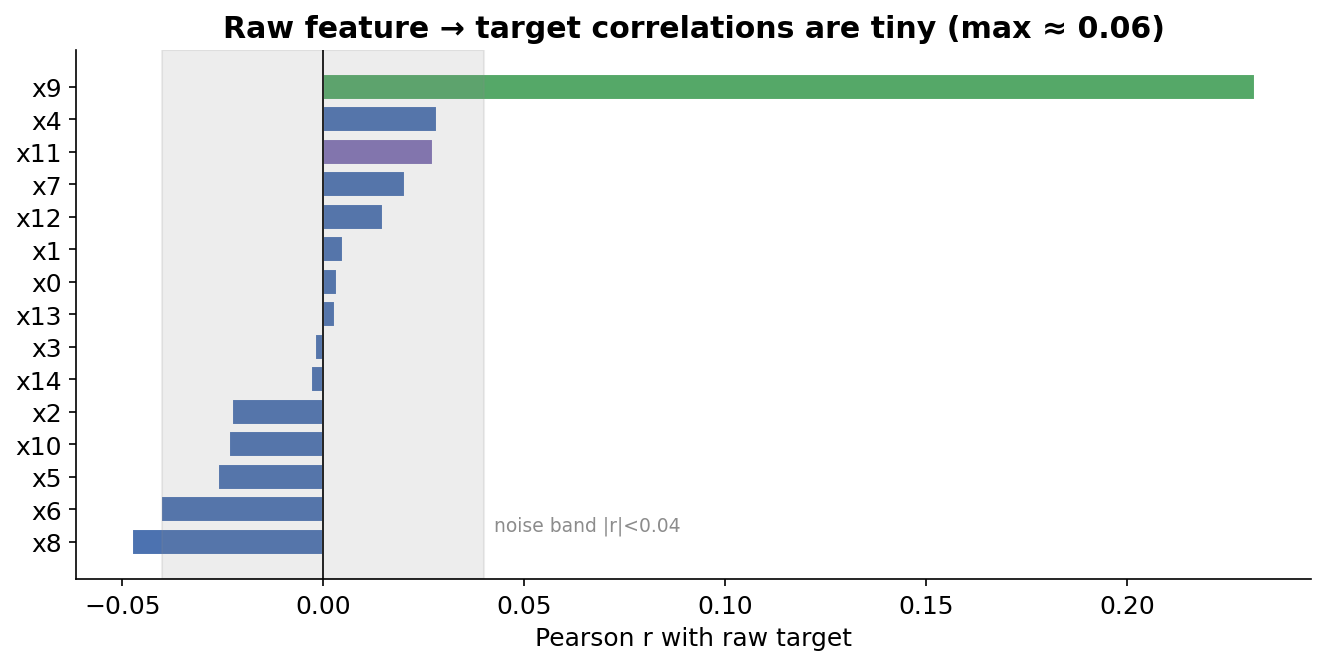 Raw feature → target correlations are tiny (max ≈ 0.06)
x9
x4
x11
x7
x12
x1
x0
x13
x3
x14
x2
x10
x5
x6
x8
noise band |r|<0.04
−0.05 0.00 0.05 0.10 0.15 0.20
Pearson r with raw target